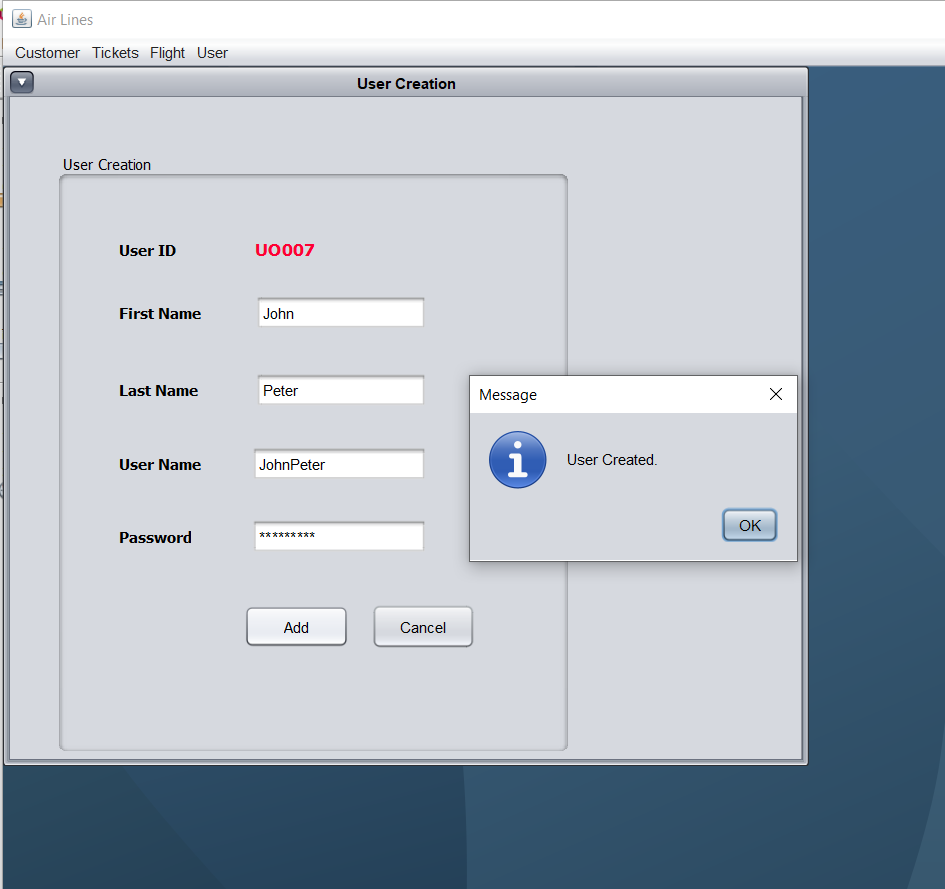 Air Lines
Customer Tickets Flight User
User Creation
User Creation
User ID UO007
First Name John
Last Name Peter
Message
User Name JohnPeter
User Created.
Password *********
OK
Add Cancel